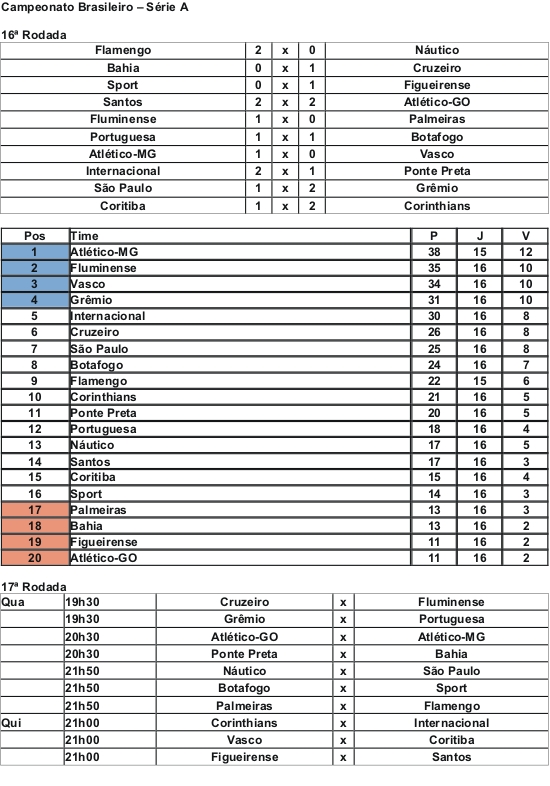 Campeonato Brasileiro – Série A
16ª Rodada
Flamengo 2 x 0 Náutico
Bahia 0 x 1 Cruzeiro
Sport 0 x 1 Figueirense
Santos 2 x 2 Atlético-GO
Fluminense 1 x 0 Palmeiras
Portuguesa 1 x 1 Botafogo
Atlético-MG 1 x 0 Vasco
Internacional 2 x 1 Ponte Preta
São Paulo 1 x 2 Grêmio
Coritiba 1 x 2 Corinthians
Pos Time P J V
1 Atlético-MG 38 15 12
2 Fluminense 35 16 10
3 Vasco 34 16 10
4 Grêmio 31 16 10
5 Internacional 30 16 8
6 Cruzeiro 26 16 8
7 São Paulo 25 16 8
8 Botafogo 24 16 7
9 Flamengo 22 15 6
10 Corinthians 21 16 5
11 Ponte Preta 20 16 5
12 Portuguesa 18 16 4
13 Náutico 17 16 5
14 Santos 17 16 3
15 Coritiba 15 16 4
16 Sport 14 16 3
17 Palmeiras 13 16 3
18 Bahia 13 16 2
19 Figueirense 11 16 2
20 Atlético-GO 11 16 2
17ª Rodada
Qua 19h30 Cruzeiro x Fluminense
19h30 Grêmio x Portuguesa
20h30 Atlético-GO x Atlético-MG
20h30 Ponte Preta x Bahia
21h50 Náutico x São Paulo
21h50 Botafogo x Sport
21h50 Palmeiras x Flamengo
Qui 21h00 Corinthians x Internacional
21h00 Vasco x Coritiba
21h00 Figueirense x Santos